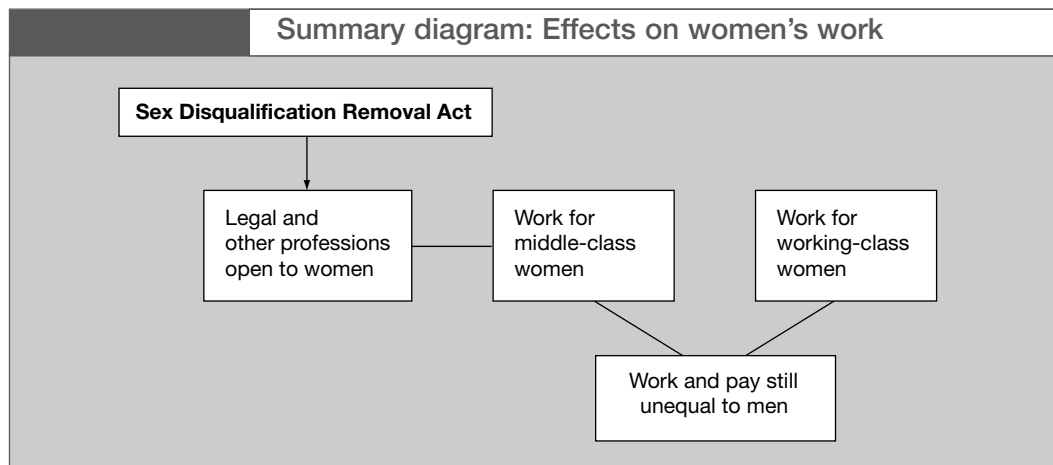 Summary diagram: Effects on women’s work
Sex Disqualification Removal Act
Legal and
other professions
open to women
Work for
middle-class
women
Work for
working-class
women
Work and pay still
unequal to men